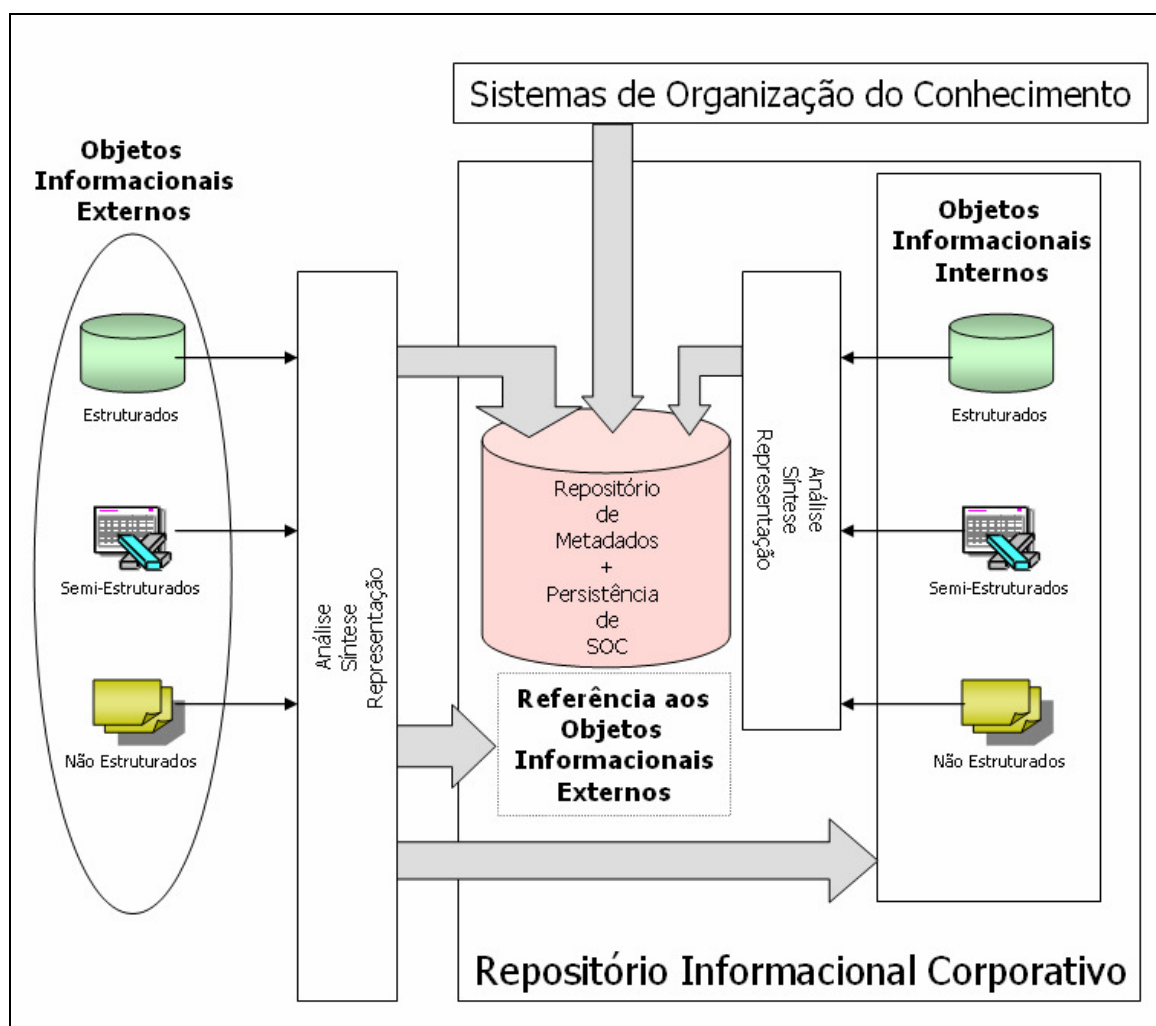 Sistemas de Organização do Conhecimento
Objetos
Informacionais
Externos
Estruturados
Semi-Estruturados
Não Estruturados
Análise
Síntese
Representação
Repositório
de
Metadados
+
Persistência
de
SOC
Referência aos
Objetos
Informacionais
Externos
Análise
Síntese
Representação
Objetos
Informacionais
Internos
Estruturados
Semi-Estruturados
Não Estruturados
Repositório Informacional Corporativo